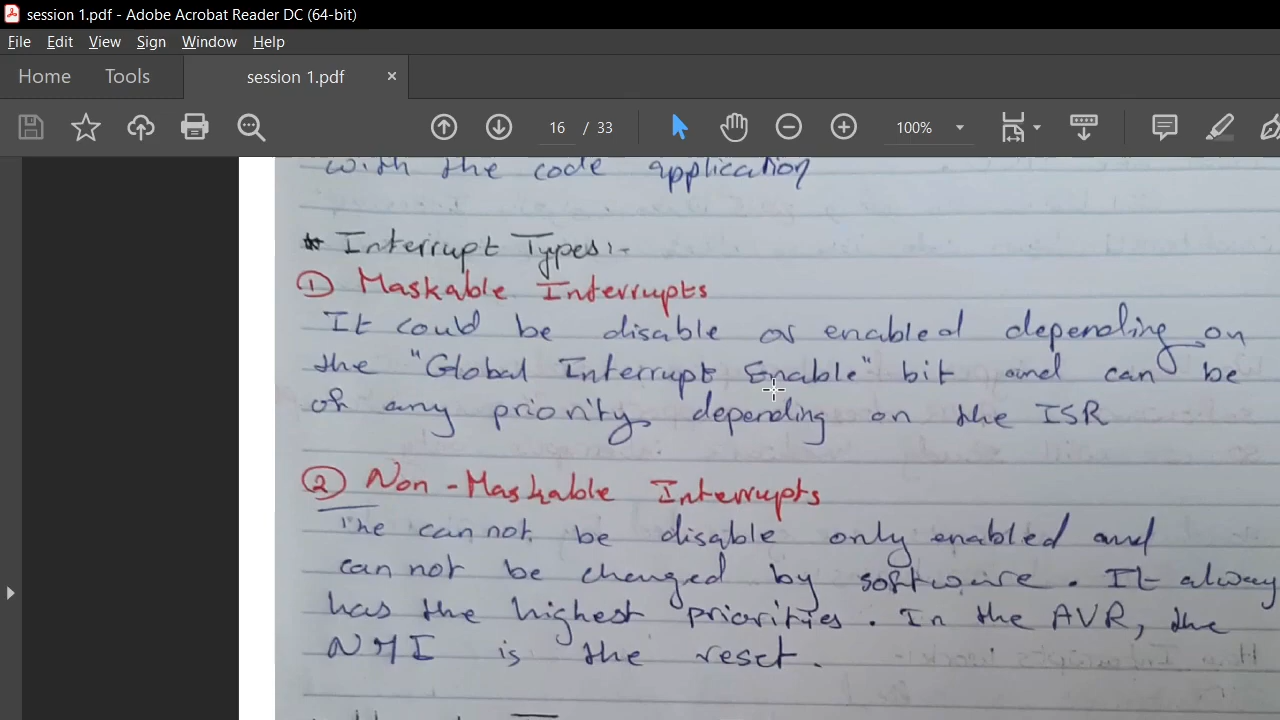 session 1.pdf - Adobe Acrobat Reader DC (64-bit)
File Edit View Sign Window Help
Home Tools session 1.pdf ×
16 / 33 100%
with the code application
* Interrupt Types:-
① Maskable Interrupts
It could be disable or enabled depending on
the "Global Interrupt Enable" bit and can be
of any priority depending on the ISR
② Non-Maskable Interrupts
The can not be disable only enabled and
can not be changed by software. It alway
has the highest priorities. In the AVR, the
NMI is the reset.